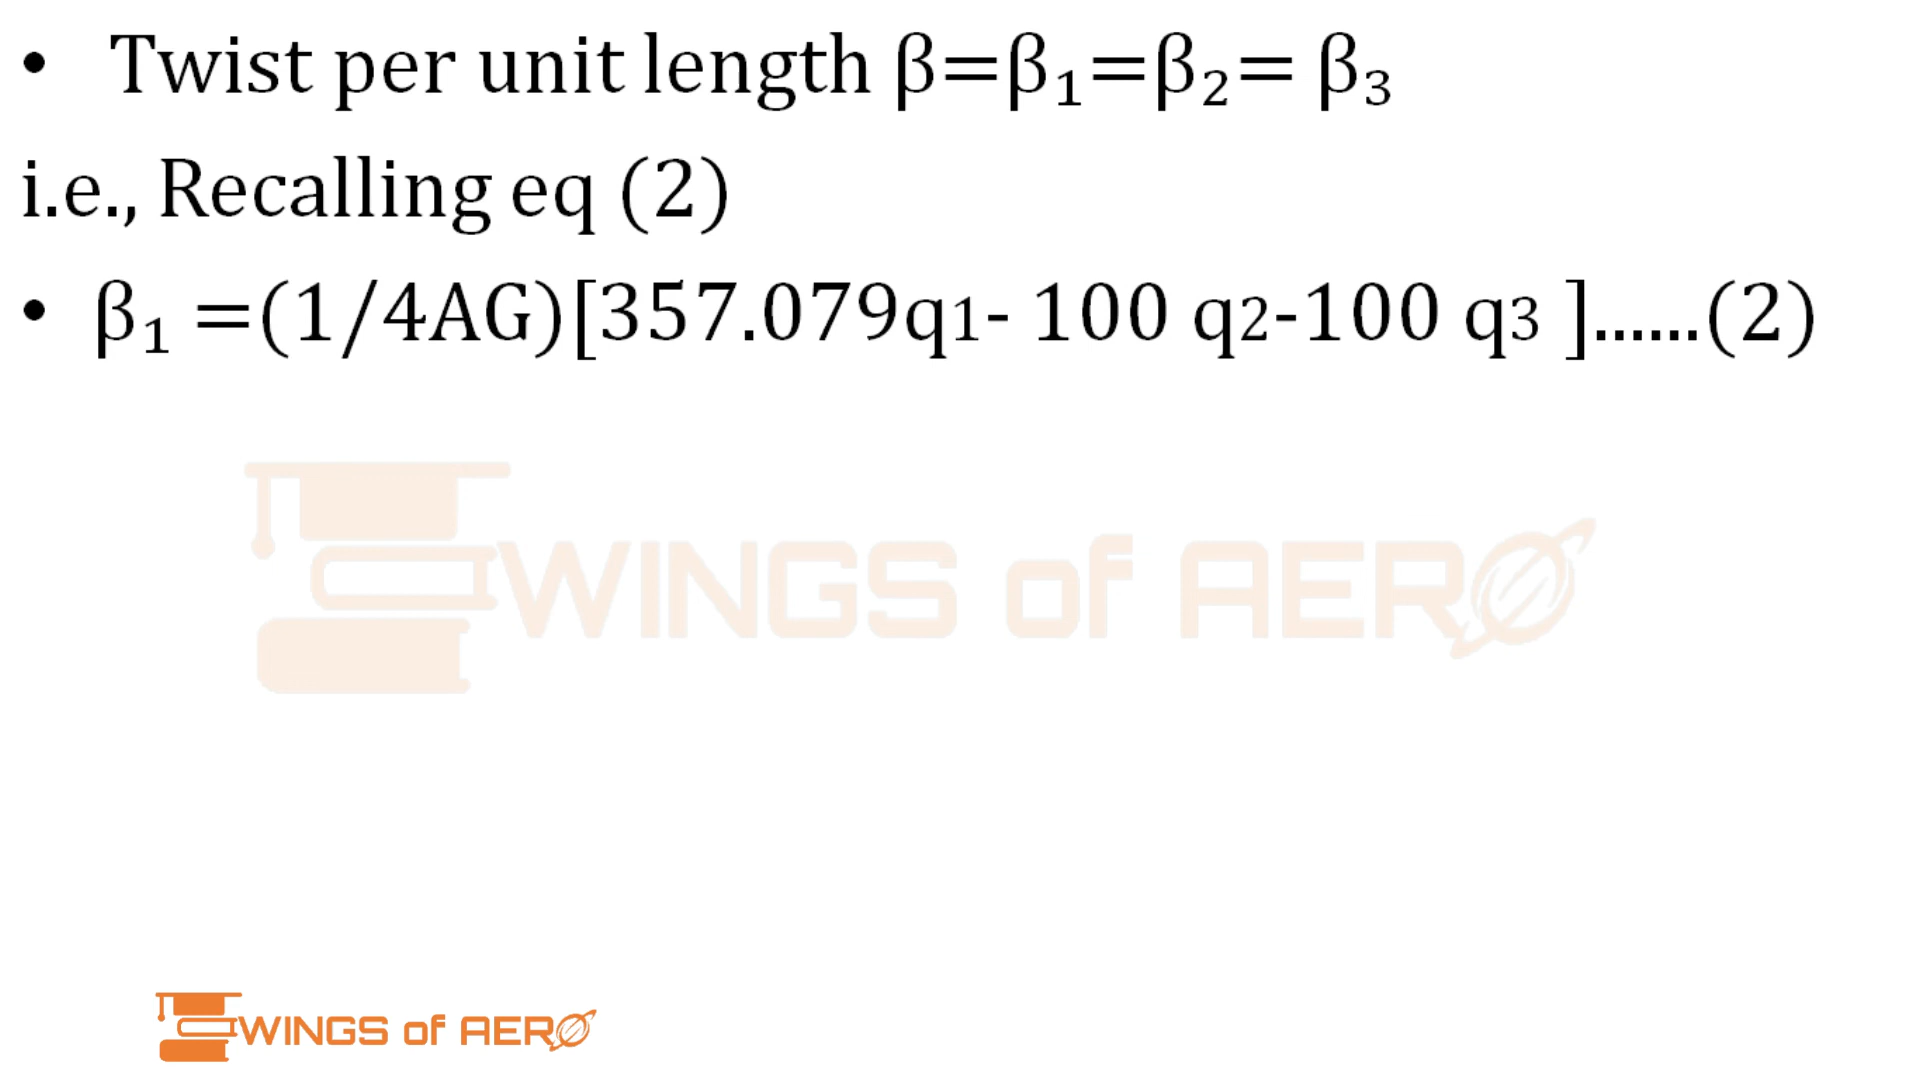 • Twist per unit length β=β₁=β₂= β₃
i.e., Recalling eq (2)
• β₁ =(1/4AG)[357.079q1- 100 q2-100 q3 ]......(2)
WINGS of AERO
WINGS of AERO